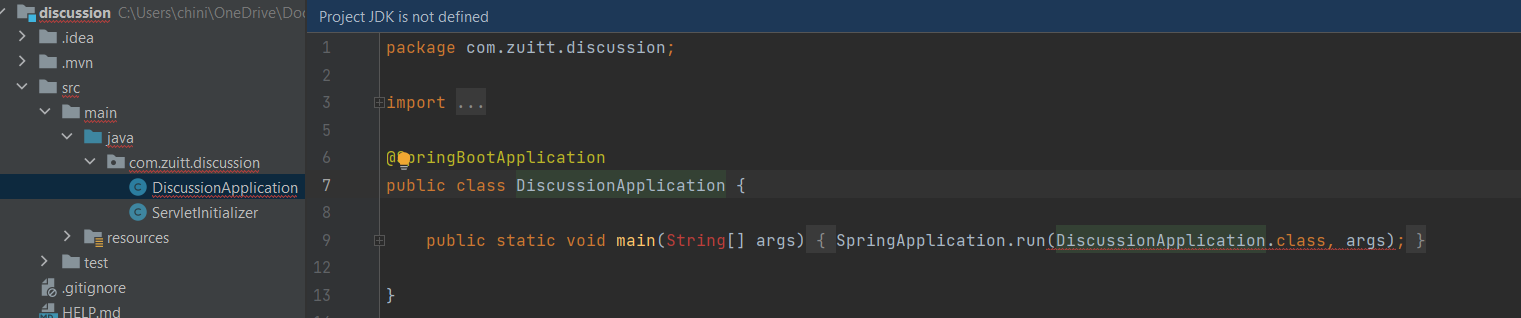 discussion C:\Users\chini\OneDrive\Doc
Project JDK is not defined
.idea
.mvn
src
main
java
com.zuitt.discussion
DiscussionApplication
ServletInitializer
resources
test
.gitignore
HELP.md
1 package com.zuitt.discussion;
2
3 import ...
5
6 @SpringBootApplication
7 public class DiscussionApplication {
8
9 public static void main(String[] args) { SpringApplication.run(DiscussionApplication.class, args); }
12
13 }